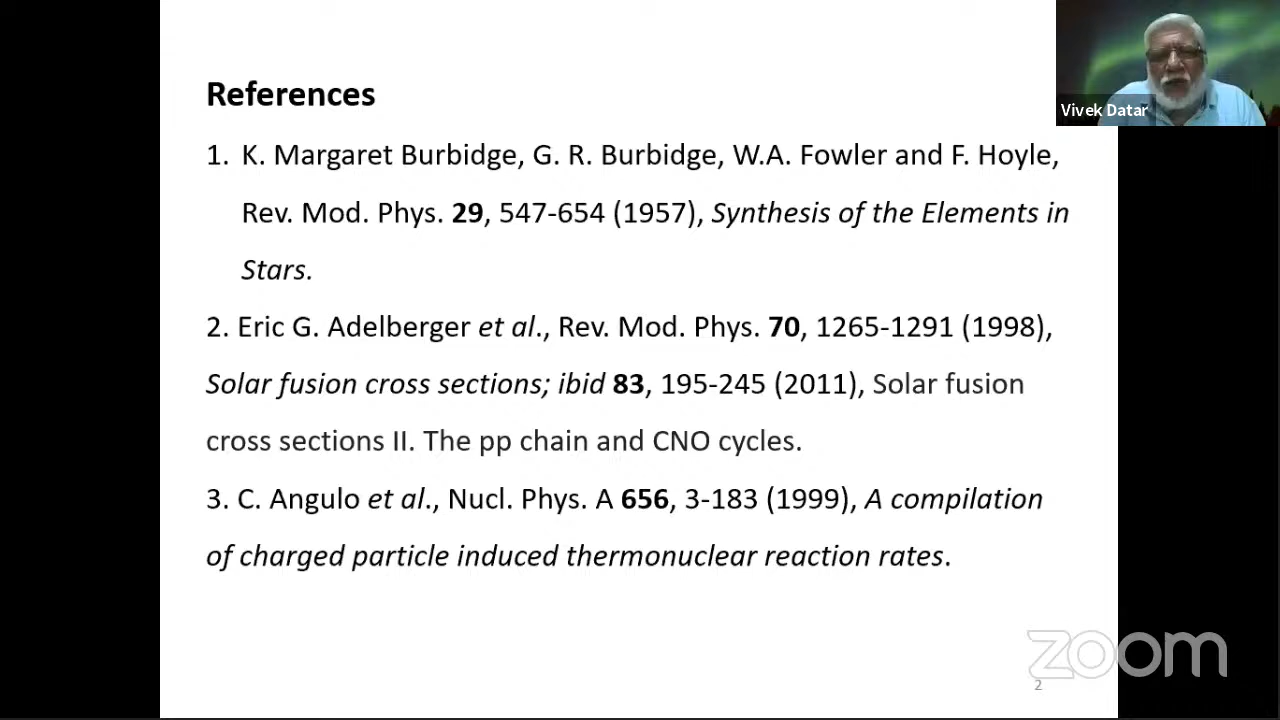 References
1. K. Margaret Burbidge, G. R. Burbidge, W.A. Fowler and F. Hoyle,
Rev. Mod. Phys. 29, 547-654 (1957), Synthesis of the Elements in
Stars.
2. Eric G. Adelberger et al., Rev. Mod. Phys. 70, 1265-1291 (1998),
Solar fusion cross sections; ibid 83, 195-245 (2011), Solar fusion
cross sections II. The pp chain and CNO cycles.
3. C. Angulo et al., Nucl. Phys. A 656, 3-183 (1999), A compilation
of charged particle induced thermonuclear reaction rates.
Vivek Datar
zoom
2